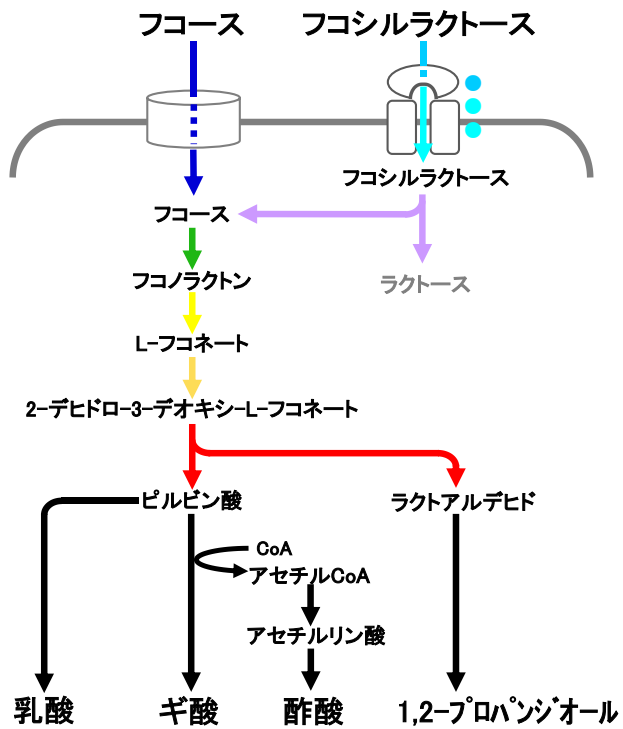 フコース
フコシルラクトース
フコシルラクトース
フコース
フコノラクトン
ラクトース
L-フコネート
2-デヒドロ-3-デオキシ-L-フコネート
ピルビン酸
ラクトアルデヒド
CoA
アセチルCoA
アセチルリン酸
乳酸
ギ酸
酢酸
1,2-プロパンジオール